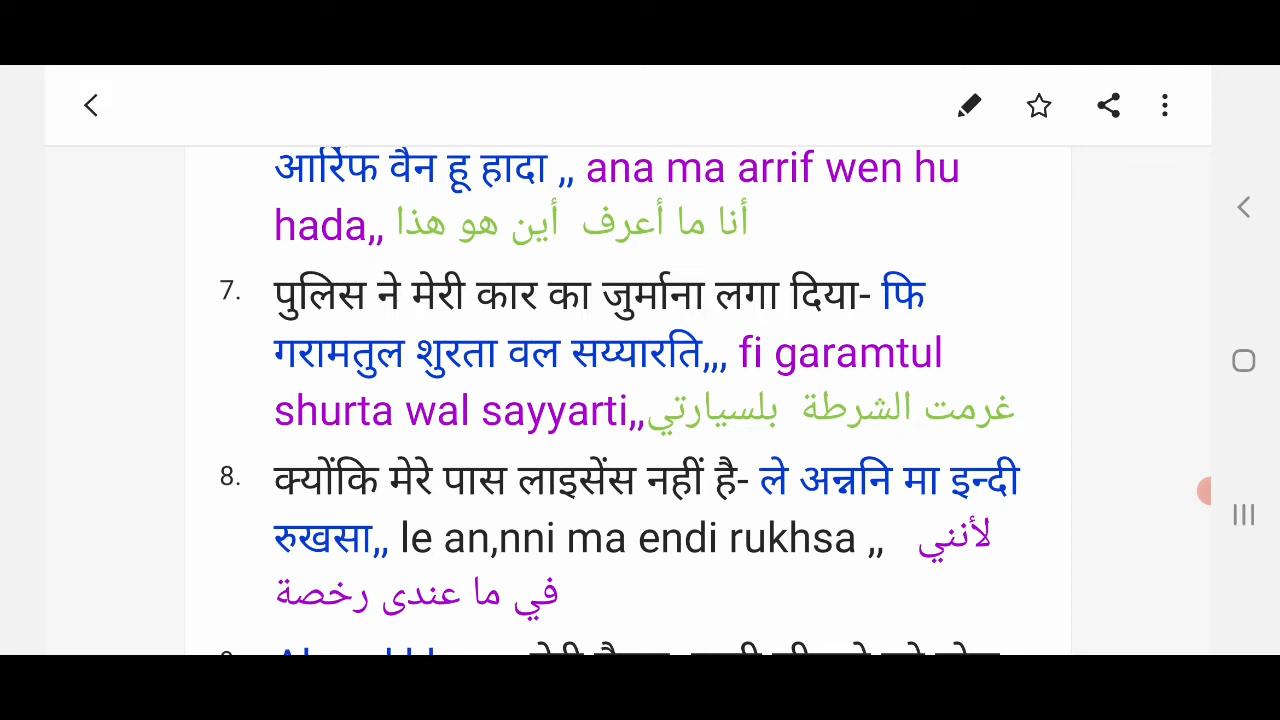 आर्रिफ वैन हू हादा ,, ana ma arrif wen hu
hada,, أنا ما أعرف أين هو هذا
7. पुलिस ने मेरी कार का जुर्माना लगा दिया- फि
गरामतुल शुरता वल सय्यारति,,, fi garamtul
shurta wal sayyarti,,غرمت الشرطة بلسيارتي
8. क्योंकि मेरे पास लाइसेंस नहीं है- ले अन्ननि मा इन्दी
रुखसा,, le an,nni ma endi rukhsa ,, لأنني
في ما عندى رخصة